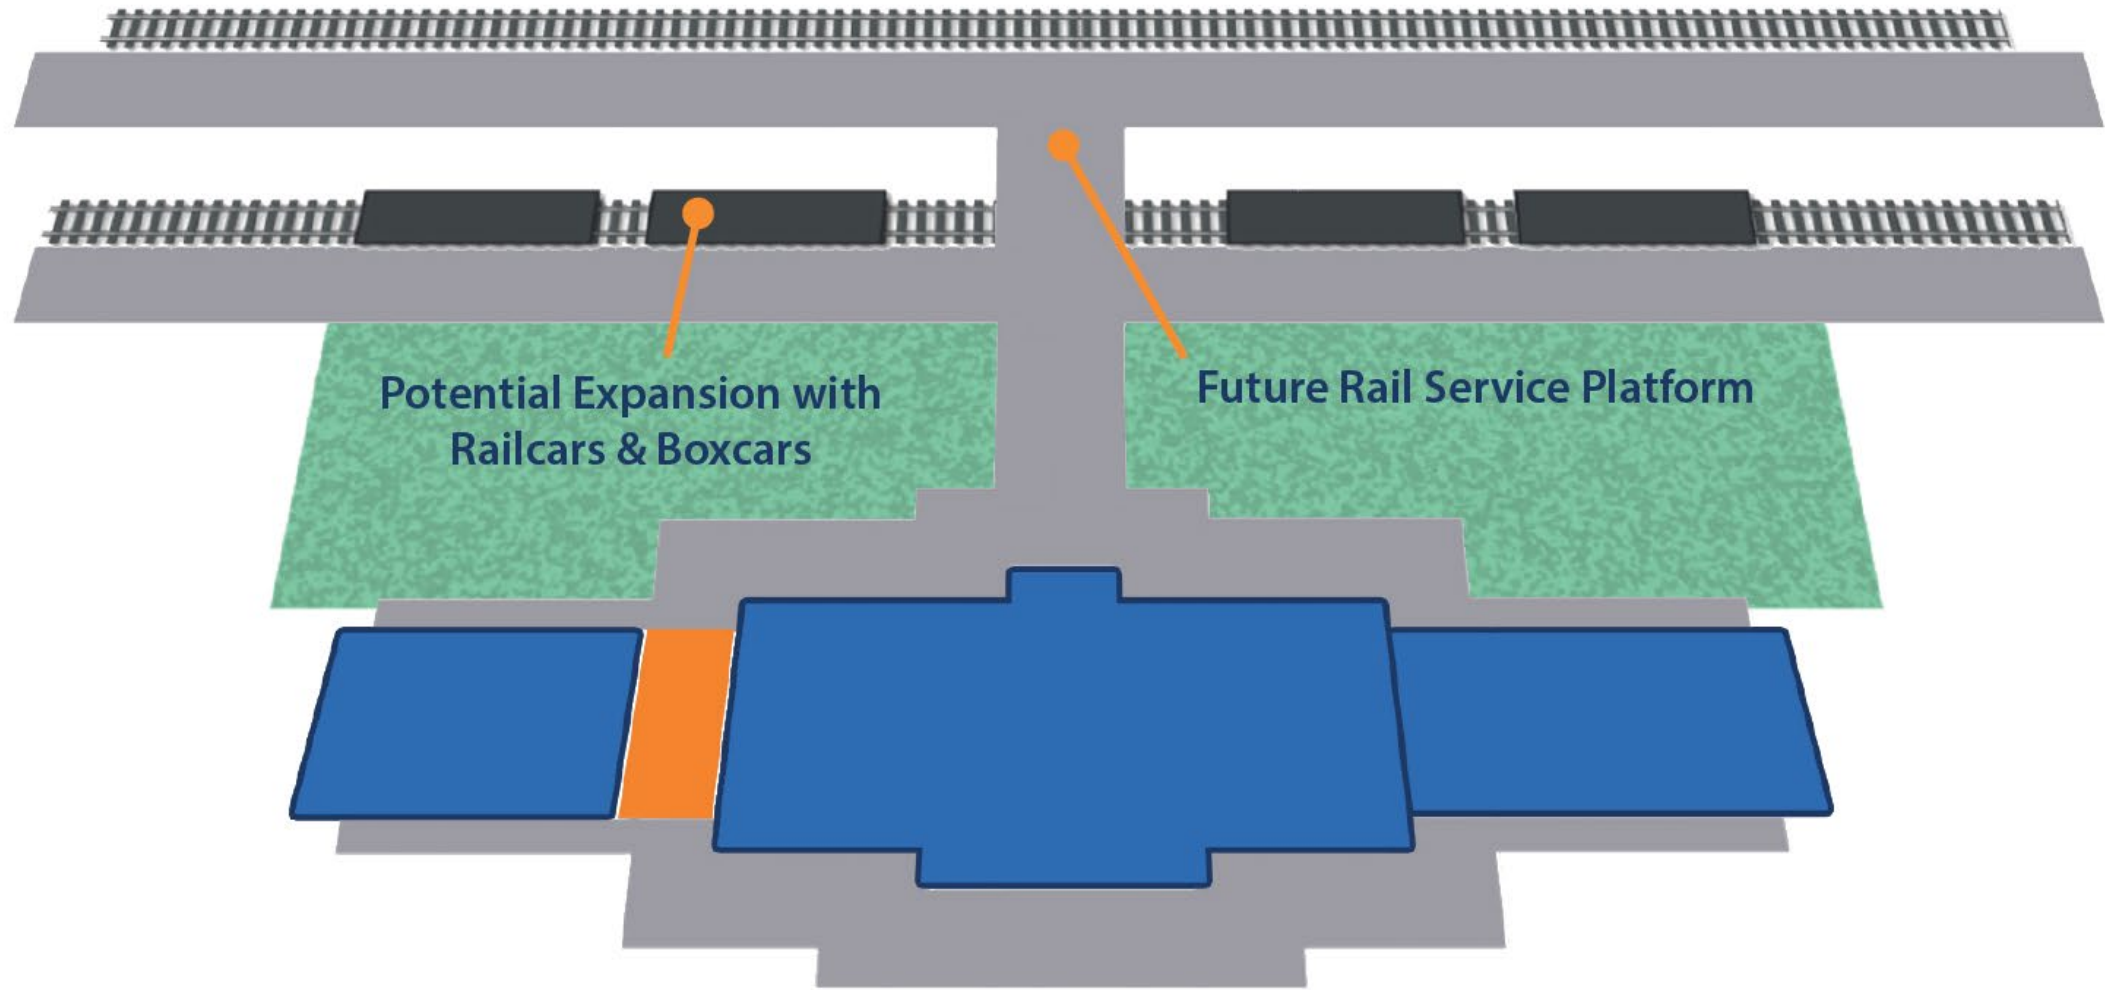 Potential Expansion with
Railcars & Boxcars
Future Rail Service Platform